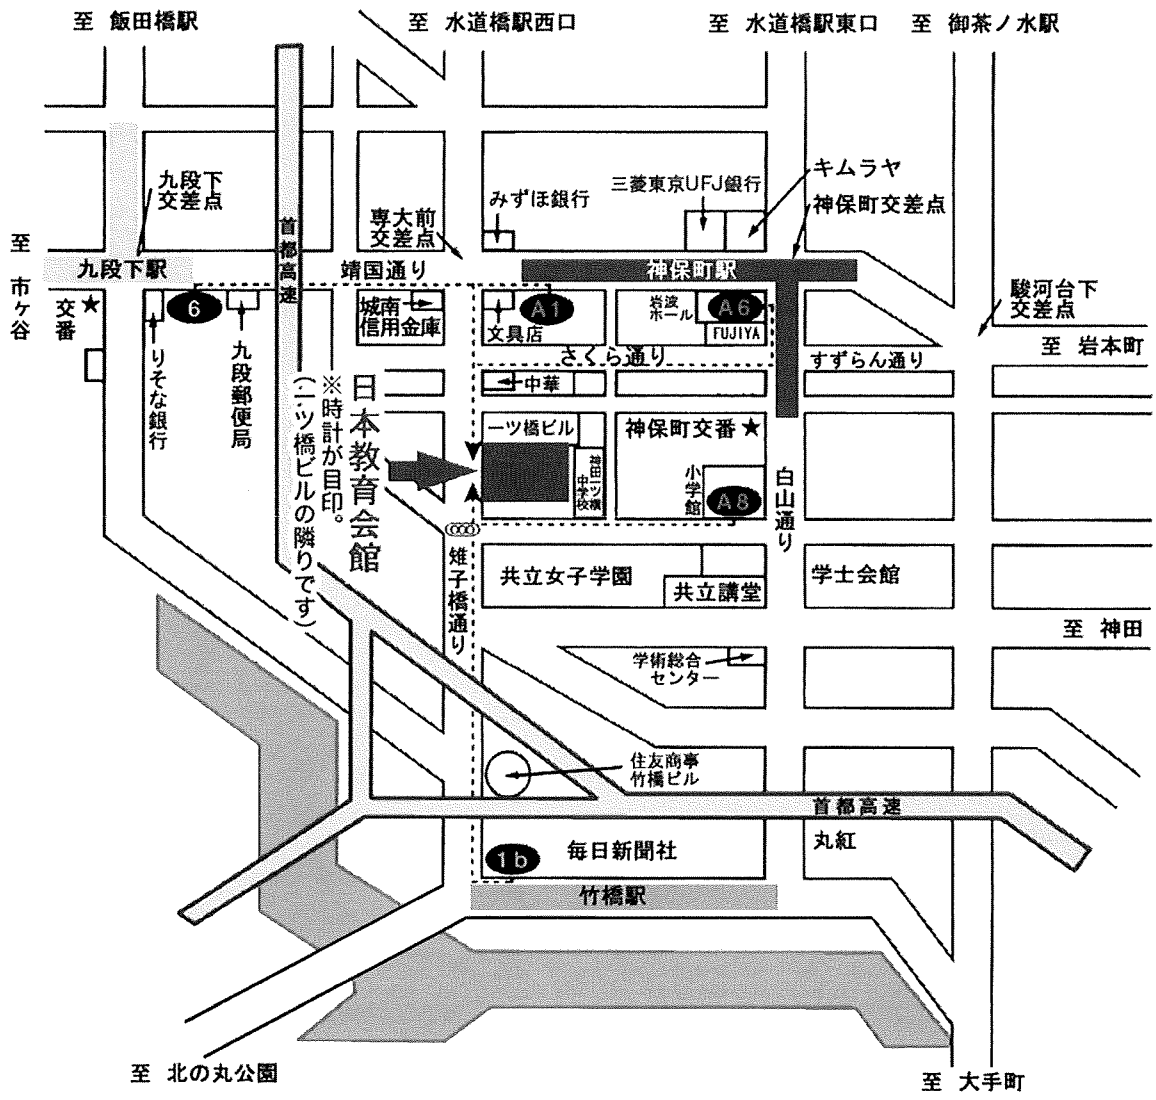 至 飯田橋駅
至 水道橋駅西口
至 水道橋駅東口
至 御茶ノ水駅
九段下
交差点
みずほ銀行
三菱東京UFJ銀行
キムラヤ
神保町交差点
専大前
交差点
首都高速
至 市ヶ谷
九段下駅
靖国通り
神保町駅
駿河台下
交差点
交番
6
城南
信用金庫
文具店
A1
岩波
ホール
A6
FUJIYA
至 岩本町
さくら通り
すずらん通り
りそな銀行
九段郵便局
中華
日本教育会館
※時計が目印。
(一ツ橋ビルの隣りです)
一ツ橋ビル
神田一ツ橋
中学校
神保町交番
小学館
A8
白山通り
雉子橋通り
共立女子学園
共立講堂
学士会館
至 神田
学術総合
センター
住友商事
竹橋ビル
首都高速
丸紅
1b
毎日新聞社
竹橋駅
至 北の丸公園
至 大手町